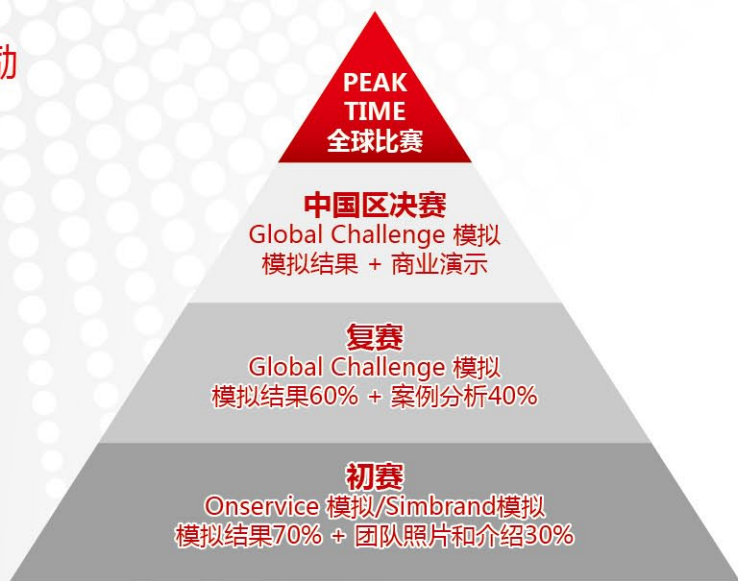 励
PEAK
TIME
全球比赛
中国区决赛
Global Challenge 模拟
模拟结果 + 商业演示
复赛
Global Challenge 模拟
模拟结果60% + 案例分析40%
初赛
Onservice 模拟/Simbrand模拟
模拟结果70% + 团队照片和介绍30%